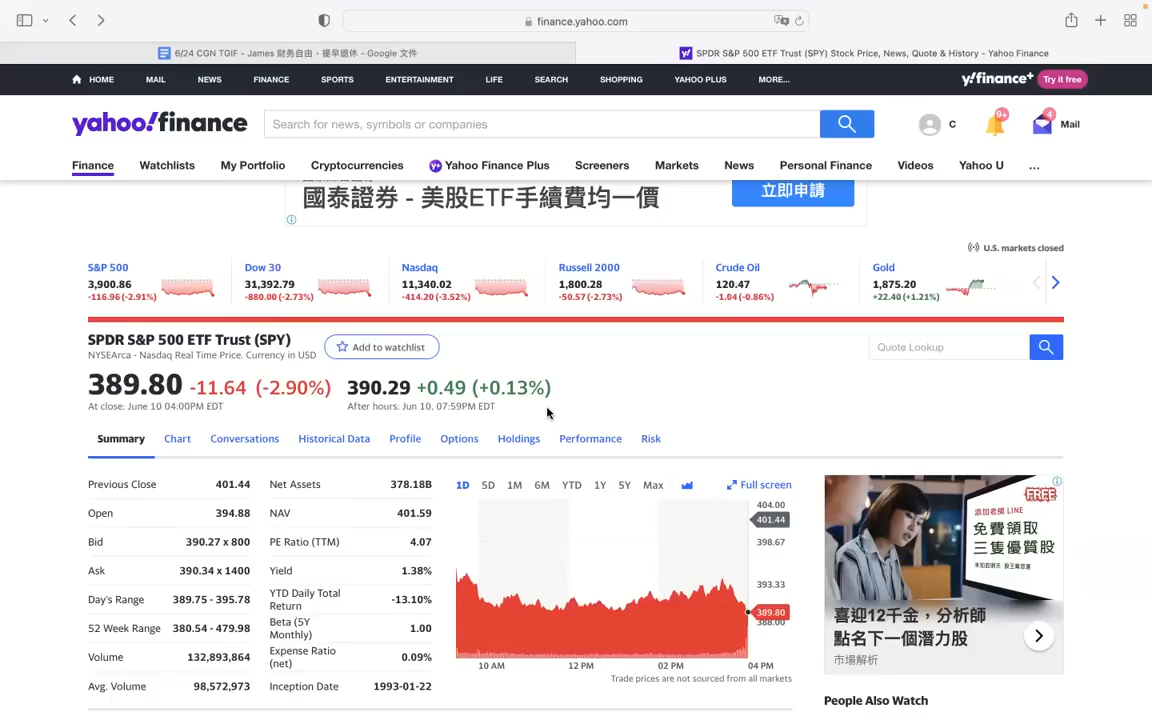 finance.yahoo.com
6/24 CGN TGIF - James 財务自由，提早退休 - Google 文件
SPDR S&P 500 ETF Trust (SPY) Stock Price, News, Quote & History - Yahoo Finance
HOME MAIL NEWS FINANCE SPORTS ENTERTAINMENT LIFE SEARCH SHOPPING YAHOO PLUS MORE...
y!finance+ Try it free
yahoo!finance
Search for news, symbols or companies
C
9+
4
Mail
Finance Watchlists My Portfolio Cryptocurrencies Y+ Yahoo Finance Plus Screeners Markets News Personal Finance Videos Yahoo U ...
國泰證券 - 美股ETF手續費均一價
立即申請
U.S. markets closed
S&P 500 Dow 30 Nasdaq Russell 2000 Crude Oil Gold
3,900.86 31,392.79 11,340.02 1,800.28 120.47 1,875.20
-116.96 (-2.91%) -880.00 (-2.73%) -414.20 (-3.52%) -50.57 (-2.73%) -1.04 (-0.86%) +22.40 (+1.21%)
SPDR S&P 500 ETF Trust (SPY)
NYSEArca - Nasdaq Real Time Price. Currency in USD
Add to watchlist
Quote Lookup
389.80 -11.64 (-2.90%) 390.29 +0.49 (+0.13%)
At close: June 10 04:00PM EDT After hours: Jun 10, 07:59PM EDT
Summary Chart Conversations Historical Data Profile Options Holdings Performance Risk
Previous Close 401.44
Open 394.88
Bid 390.27 x 800
Ask 390.34 x 1400
Day's Range 389.75 - 395.78
52 Week Range 380.54 - 479.98
Volume 132,893,864
Avg. Volume 98,572,973
Net Assets 378.18B
NAV 401.59
PE Ratio (TTM) 4.07
Yield 1.38%
YTD Daily Total
Return -13.10%
Beta (5Y
Monthly) 1.00
Expense Ratio
(net) 0.09%
Inception Date 1993-01-22
1D 5D 1M 6M YTD 1Y 5Y Max Full screen
404.00
401.44
398.67
393.33
389.80
388.00
10 AM 12 PM 02 PM 04 PM
Trade prices are not sourced from all markets
FREE
添加老師 LINE
免費領取
三隻優質股
喜迎12千金，分析師
點名下一個潛力股
市場解析
People Also Watch